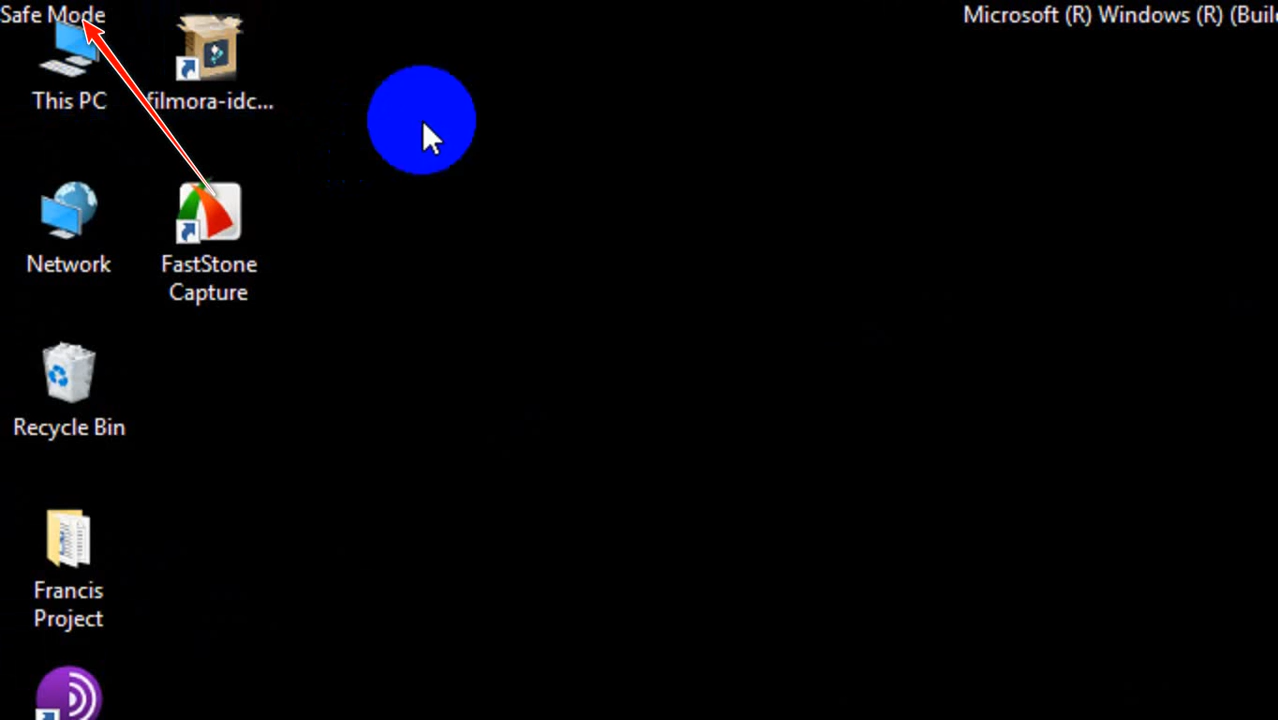 Safe Mode
Microsoft (R) Windows (R) (Buil
This PC
filmora-idc...
Network
FastStone
Capture
Recycle Bin
Francis
Project